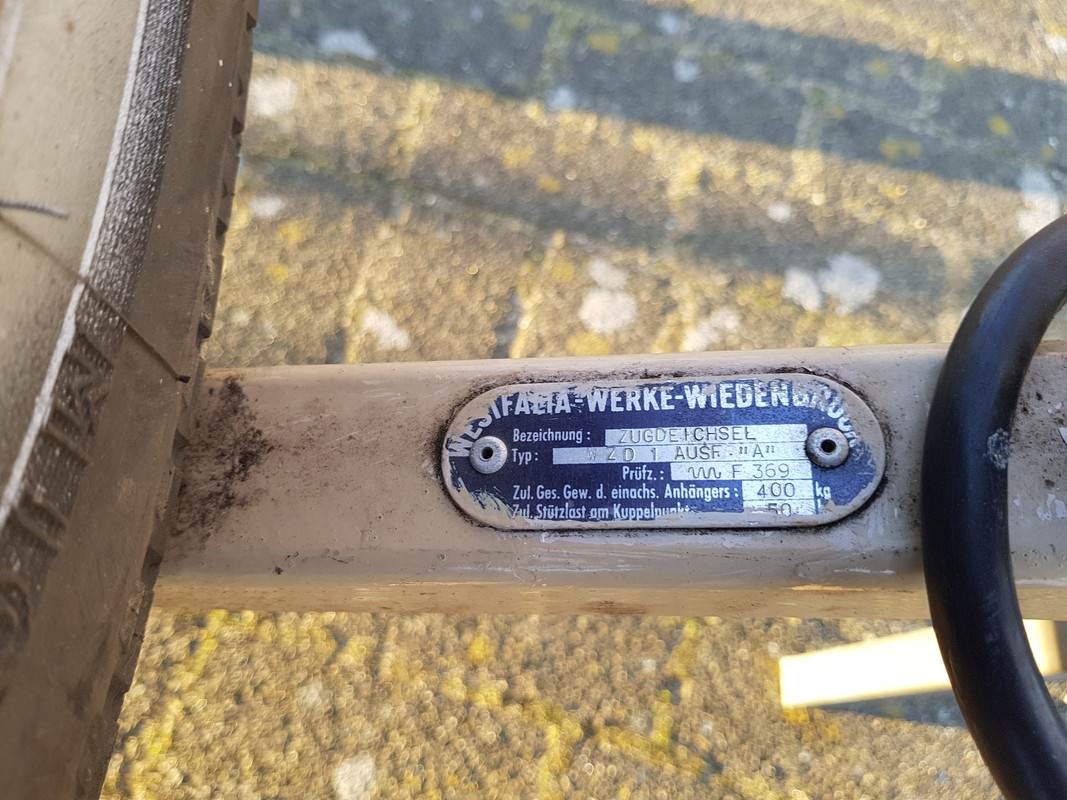 WESTFALIA-WERKE-WIEDENBRÜCK
Bezeichnung: ZUGDEICHSEL
Typ: WZD 1 AUSF. "A"
Prüfz.: F 369
Zul. Ges. Gew. d. einachs. Anhängers: 400 kg
Zul. Stützlast am Kuppelpunkt 50